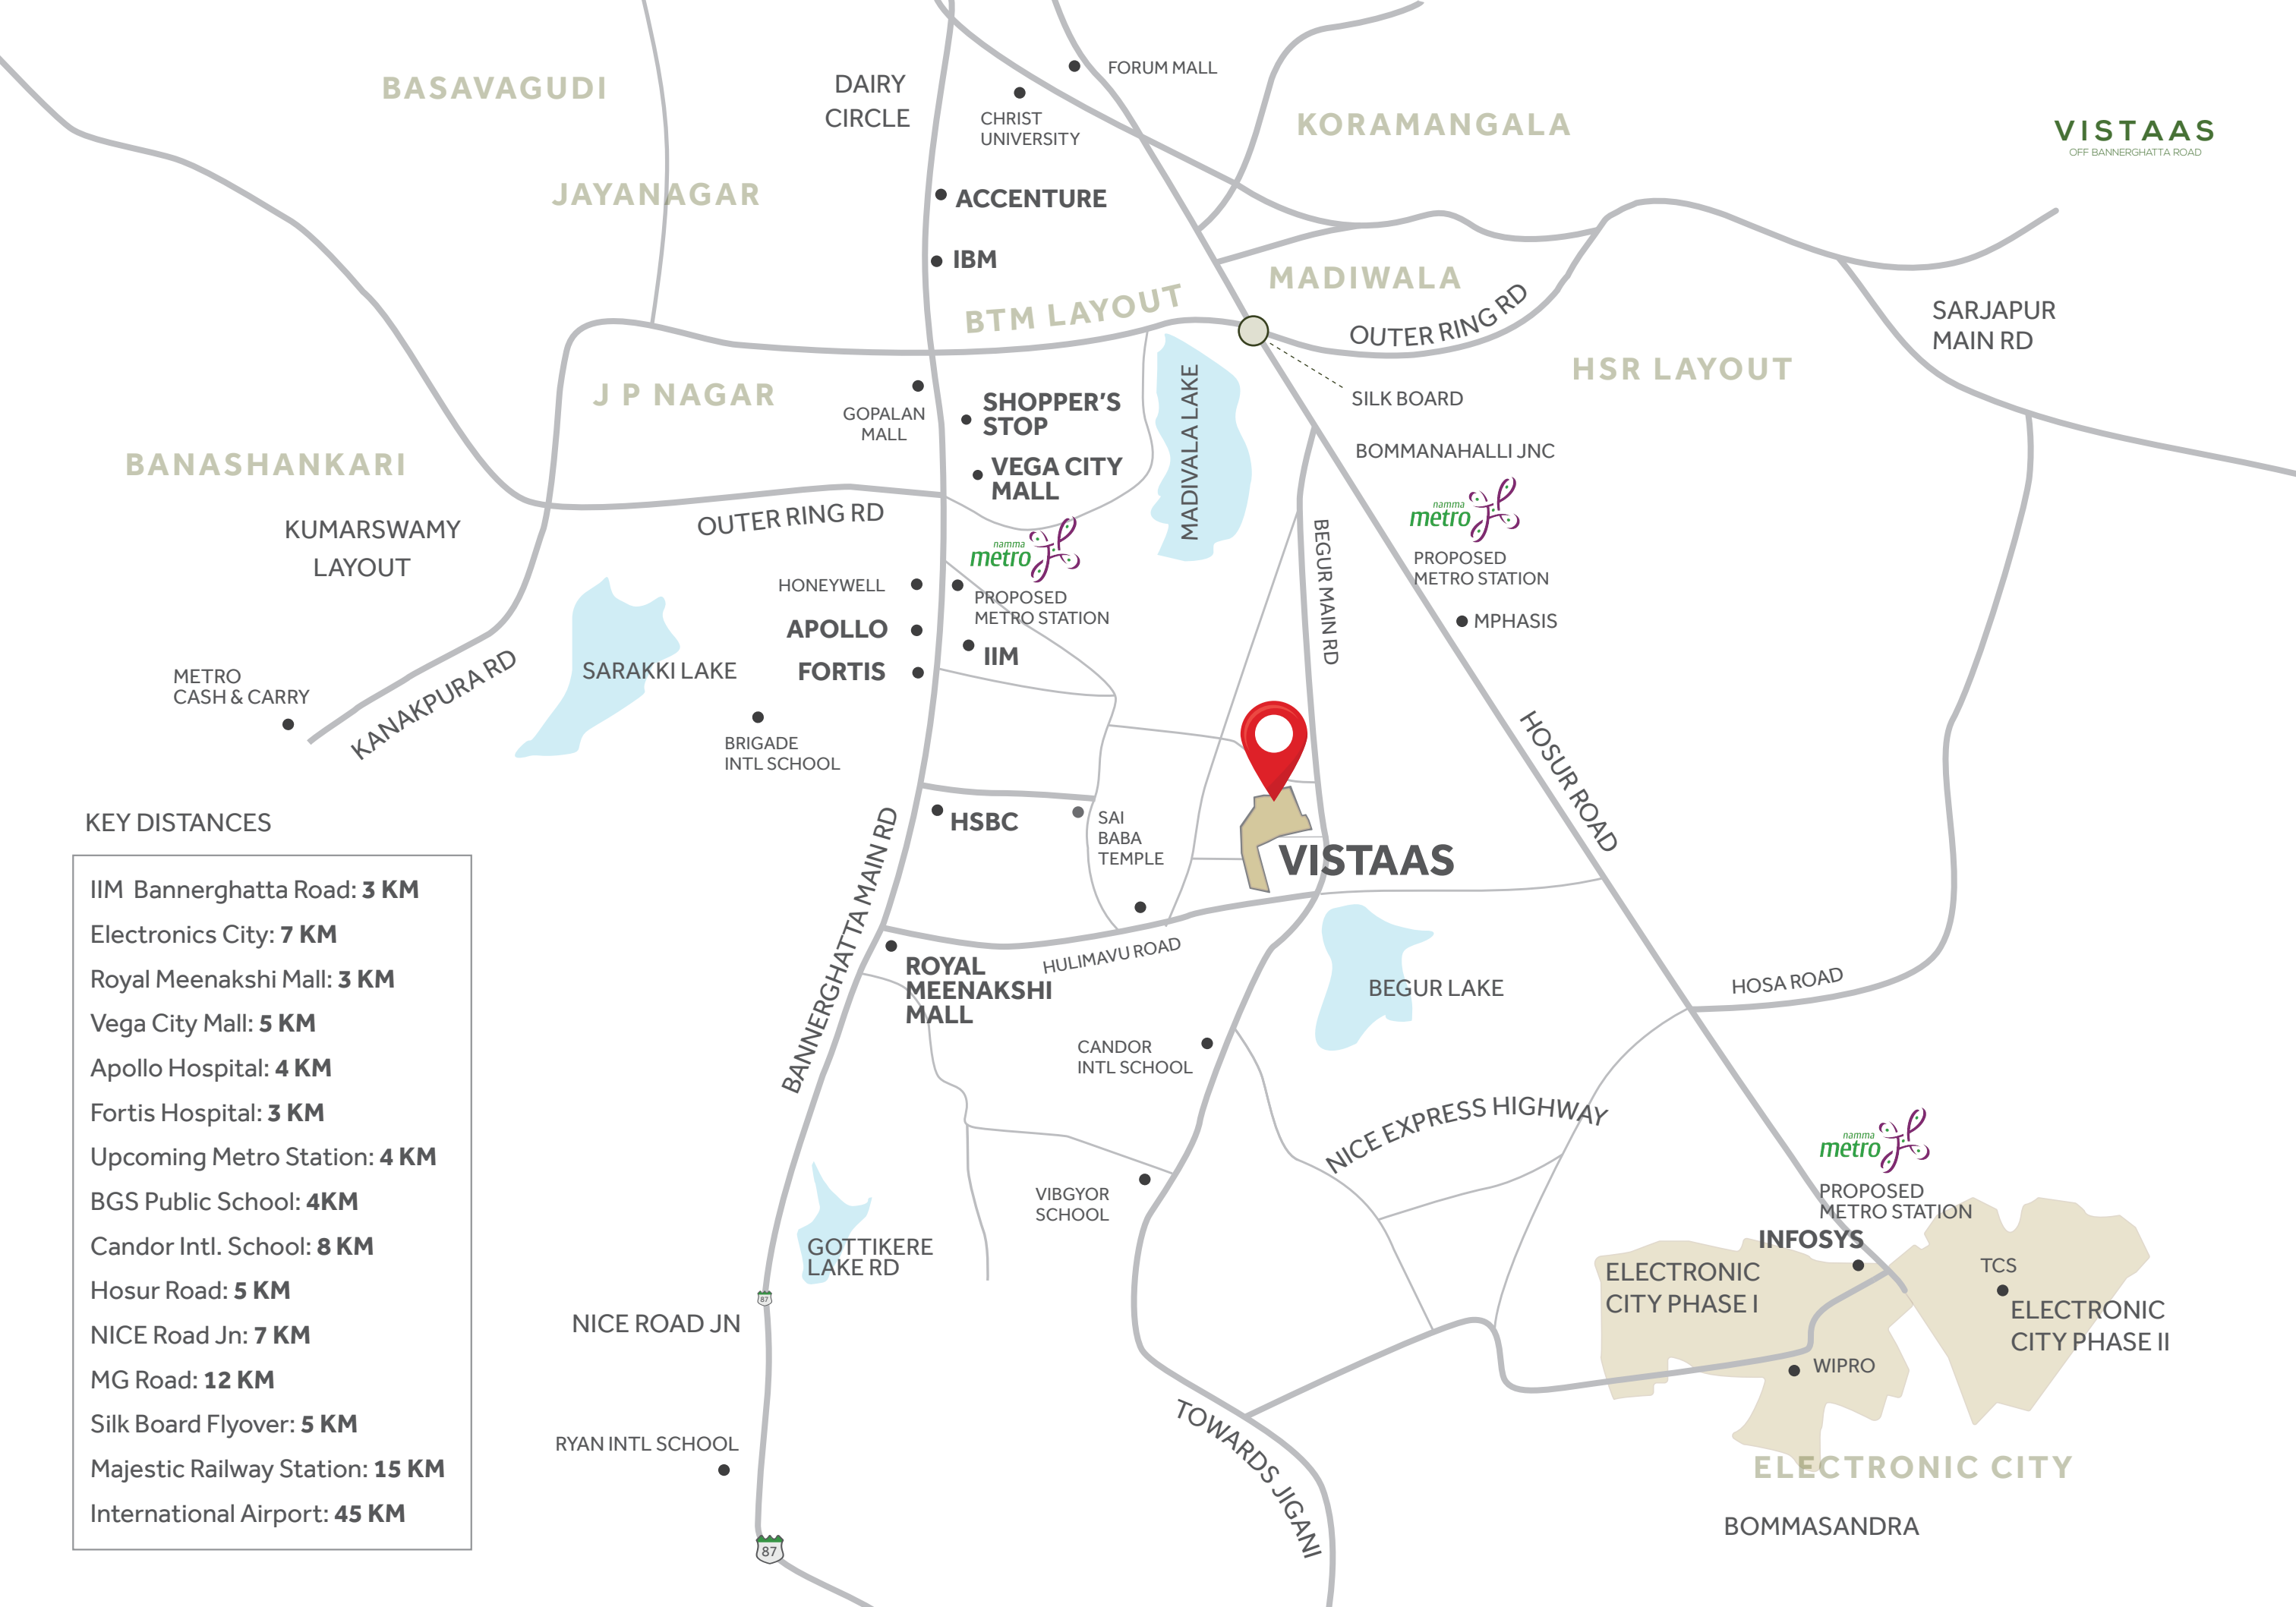 BASAVAGUDI
DAIRY
CIRCLE
FORUM MALL
CHRIST
UNIVERSITY
KORAMANGALA
VISTAAS
OFF BANNERGHATTA ROAD
JAYANAGAR
ACCENTURE
IBM
BTM LAYOUT
MADIWALA
OUTER RING RD
SARJAPUR
MAIN RD
HSR LAYOUT
J P NAGAR
GOPALAN
MALL
SHOPPER'S
STOP
VEGA CITY
MALL
MADIVALA LAKE
SILK BOARD
BOMMANAHALLI JNC
BANASHANKARI
KUMARSWAMY
LAYOUT
OUTER RING RD
namma
metro
PROPOSED
METRO STATION
namma
metro
PROPOSED
METRO STATION
BEGUR MAIN RD
MPHASIS
HONEYWELL
APOLLO
FORTIS
IIM
SARAKKI LAKE
METRO
CASH & CARRY
KANAKPURA RD
BRIGADE
INTL SCHOOL
HOSUR ROAD
HSBC
SAI
BABA
TEMPLE
VISTAAS
BANNERGHATTA MAIN RD
ROYAL
MEENAKSHI
MALL
HULIMAVU ROAD
BEGUR LAKE
HOSA ROAD
CANDOR
INTL SCHOOL
NICE EXPRESS HIGHWAY
VIBGYOR
SCHOOL
GOTTIKERE
LAKE RD
87
NICE ROAD JN
RYAN INTL SCHOOL
87
TOWARDS JIGANI
namma
metro
PROPOSED
METRO STATION
INFOSYS
TCS
ELECTRONIC
CITY PHASE I
ELECTRONIC
CITY PHASE II
WIPRO
ELECTRONIC CITY
BOMMASANDRA
KEY DISTANCES
IIM Bannerghatta Road: 3 KM
Electronics City: 7 KM
Royal Meenakshi Mall: 3 KM
Vega City Mall: 5 KM
Apollo Hospital: 4 KM
Fortis Hospital: 3 KM
Upcoming Metro Station: 4 KM
BGS Public School: 4KM
Candor Intl. School: 8 KM
Hosur Road: 5 KM
NICE Road Jn: 7 KM
MG Road: 12 KM
Silk Board Flyover: 5 KM
Majestic Railway Station: 15 KM
International Airport: 45 KM